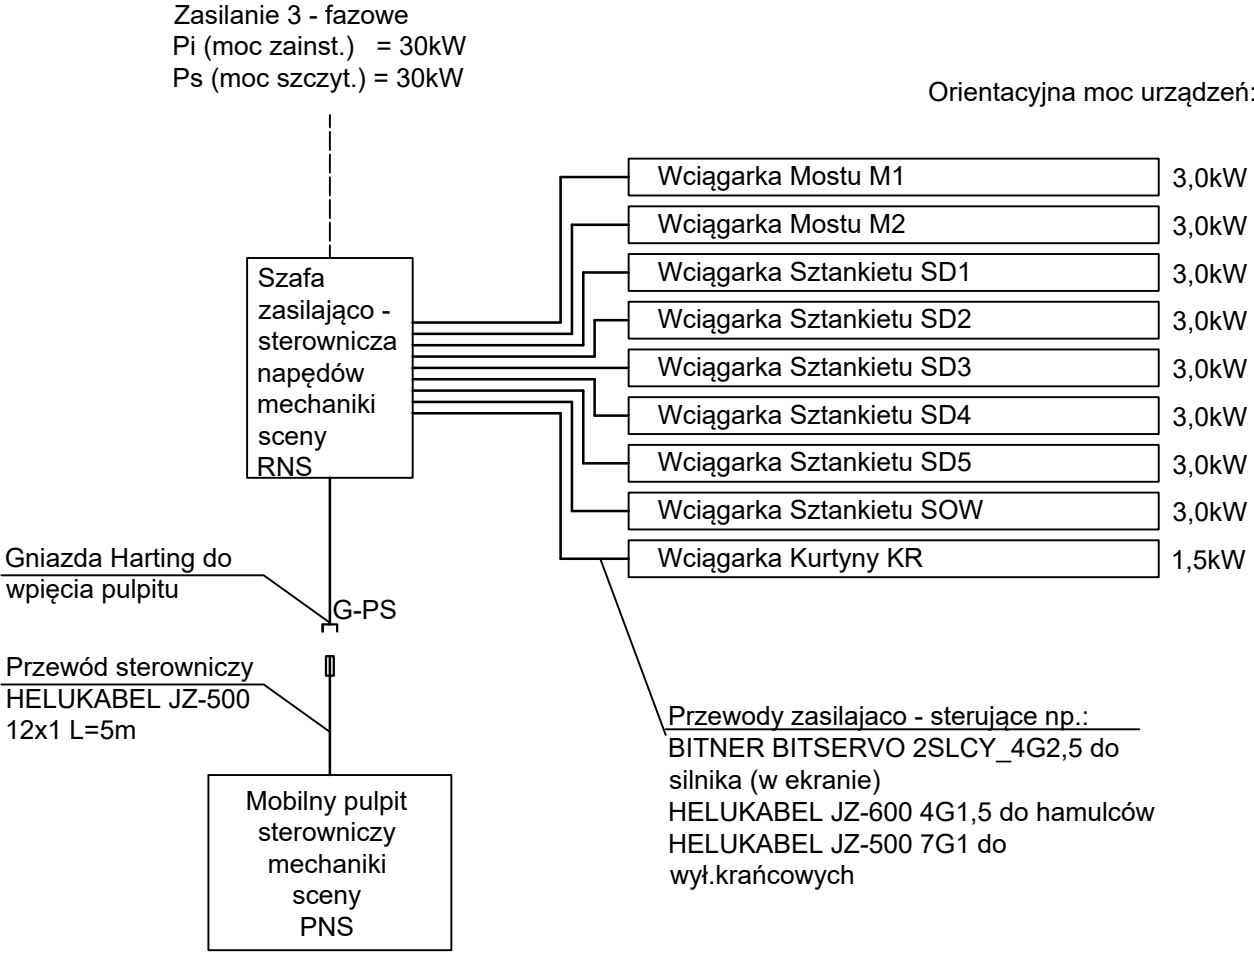 Zasilanie 3 - fazowe
Pi (moc zainst.) = 30kW
Ps (moc szczyt.) = 30kW
Orientacyjna moc urządzeń:
Wciągarka Mostu M1 3,0kW
Wciągarka Mostu M2 3,0kW
Wciągarka Sztankietu SD1 3,0kW
Wciągarka Sztankietu SD2 3,0kW
Wciągarka Sztankietu SD3 3,0kW
Wciągarka Sztankietu SD4 3,0kW
Wciągarka Sztankietu SD5 3,0kW
Wciągarka Sztankietu SOW 3,0kW
Wciągarka Kurtyny KR 1,5kW
Szafa
zasilająco -
sterownicza
napędów
mechaniki
sceny
RNS
Gniazda Harting do
wpięcia pulpitu
G-PS
Przewód sterowniczy
HELUKABEL JZ-500
12x1 L=5m
Mobilny pulpit
sterowniczy
mechaniki
sceny
PNS
Przewody zasilajaco - sterujące np.:
BITNER BITSERVO 2SLCY_4G2,5 do
silnika (w ekranie)
HELUKABEL JZ-600 4G1,5 do hamulców
HELUKABEL JZ-500 7G1 do
wył.krańcowych